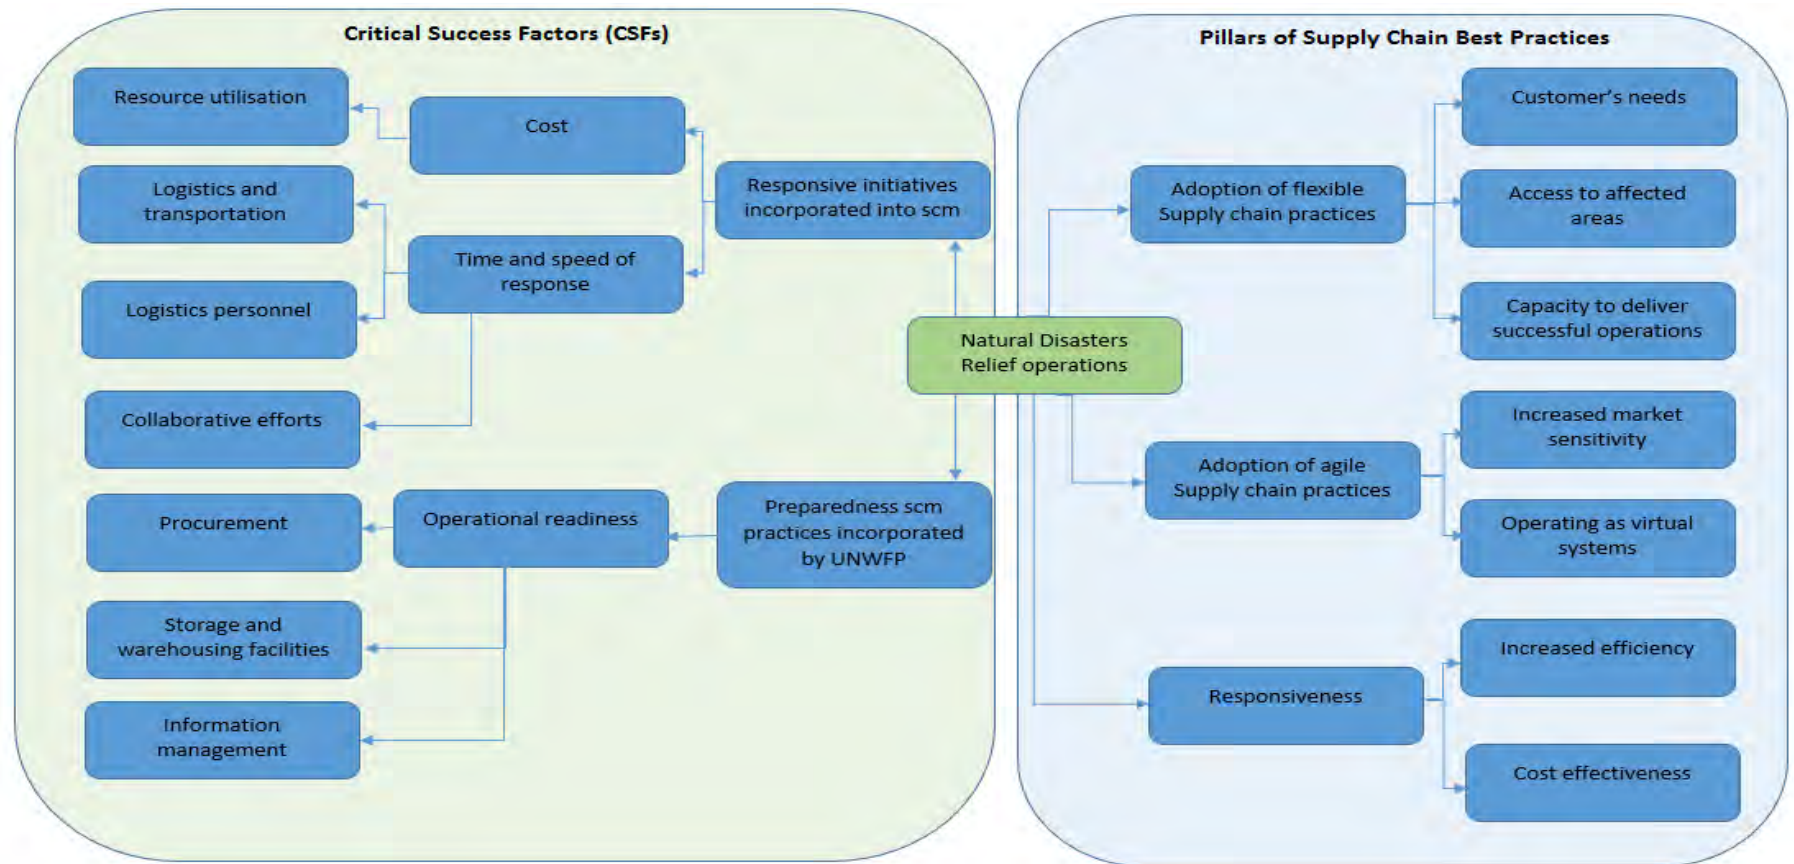 Critical Success Factors (CSFs)
Resource utilisation
Cost
Logistics and
transportation
Responsive initiatives
incorporated into scm
Time and speed of
response
Logistics personnel
Collaborative efforts
Procurement
Operational readiness
Preparedness scm
practices incorporated
by UNWFP
Storage and
warehousing facilities
Information
management
Natural Disasters
Relief operations
Pillars of Supply Chain Best Practices
Customer's needs
Adoption of flexible
Supply chain practices
Access to affected
areas
Capacity to deliver
successful operations
Increased market
sensitivity
Adoption of agile
Supply chain practices
Operating as virtual
systems
Increased efficiency
Responsiveness
Cost effectiveness